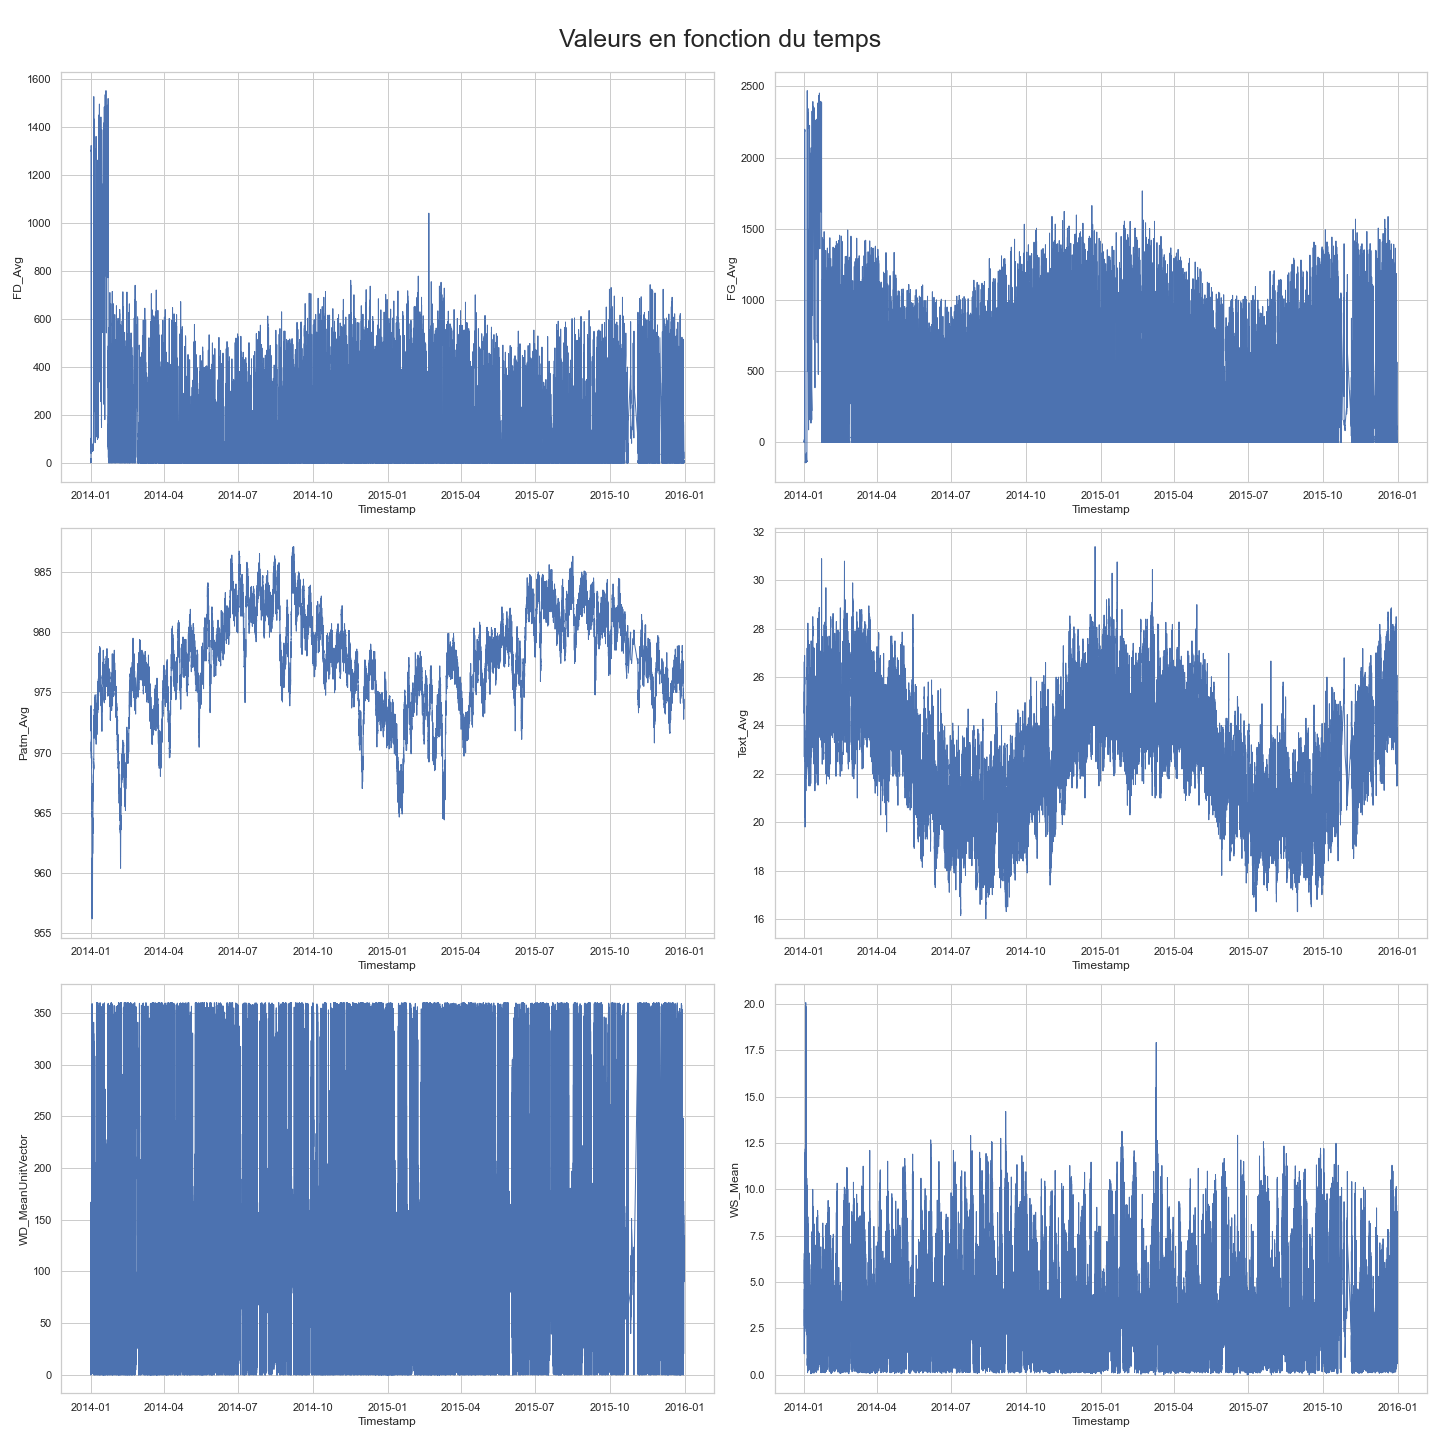 Valeurs en fonction du temps
1600
1400
1200
1000
800
600
400
200
0
FD_Avg
2014-01 2014-04 2014-07 2014-10 2015-01 2015-04 2015-07 2015-10 2016-01
Timestamp
2500
2000
1500
1000
500
0
FG_Avg
2014-01 2014-04 2014-07 2014-10 2015-01 2015-04 2015-07 2015-10 2016-01
Timestamp
985
980
975
970
965
960
955
Patm_Avg
2014-01 2014-04 2014-07 2014-10 2015-01 2015-04 2015-07 2015-10 2016-01
Timestamp
32
30
28
26
24
22
20
18
16
Text_Avg
2014-01 2014-04 2014-07 2014-10 2015-01 2015-04 2015-07 2015-10 2016-01
Timestamp
350
300
250
200
150
100
50
0
WD_MeanUnitVector
2014-01 2014-04 2014-07 2014-10 2015-01 2015-04 2015-07 2015-10 2016-01
Timestamp
20.0
17.5
15.0
12.5
10.0
7.5
5.0
2.5
0.0
WS_Mean
2014-01 2014-04 2014-07 2014-10 2015-01 2015-04 2015-07 2015-10 2016-01
Timestamp